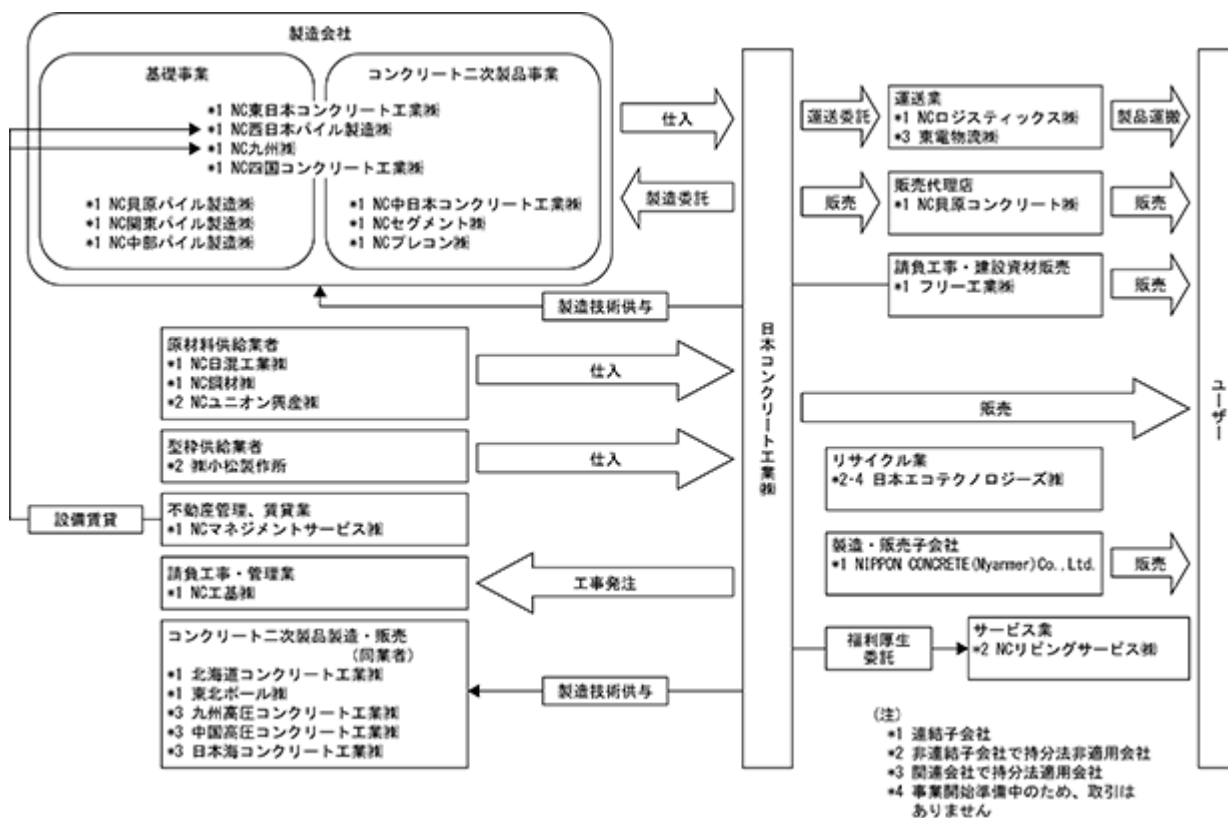 製造会社
基礎事業
コンクリート二次製品事業
*1 NC東日本コンクリート工業㈱
*1 NC西日本パイル製造㈱
*1 NC九州㈱
*1 NC四国コンクリート工業㈱
*1 NC貝原パイル製造㈱
*1 NC関東パイル製造㈱
*1 NC中部パイル製造㈱
*1 NC中日本コンクリート工業㈱
*1 NCセグメント㈱
*1 NCプレコン㈱
仕入
製造委託
製造技術供与
原材料供給業者
*1 NC日混工業㈱
*1 NC鋼材㈱
*2 NCユニオン興産㈱
仕入
型枠供給業者
*2 ㈱小松製作所
仕入
設備賃貸
不動産管理、賃貸業
*1 NCマネジメントサービス㈱
請負工事・管理業
*1 NC工基㈱
工事発注
コンクリート二次製品製造・販売
(同業者)
*1 北海道コンクリート工業㈱
*1 東北ポール㈱
*3 九州高圧コンクリート工業㈱
*3 中国高圧コンクリート工業㈱
*3 日本海コンクリート工業㈱
製造技術供与
日本コンクリート工業㈱
運送委託
運送業
*1 NCロジスティックス㈱
*3 東電物流㈱
製品運搬
販売
販売代理店
*1 NC貝原コンクリート㈱
販売
請負工事・建設資材販売
*1 フリー工業㈱
販売
販売
リサイクル業
*2-4 日本エコテクノロジーズ㈱
製造・販売子会社
*1 NIPPON CONCRETE(Myanmer)Co.,Ltd.
販売
福利厚生
委託
サービス業
*2 NCリビングサービス㈱
ユーザー
(注)
*1 連結子会社
*2 非連結子会社で持分法非適用会社
*3 関連会社で持分法適用会社
*4 事業開始準備中のため、取引は
ありません